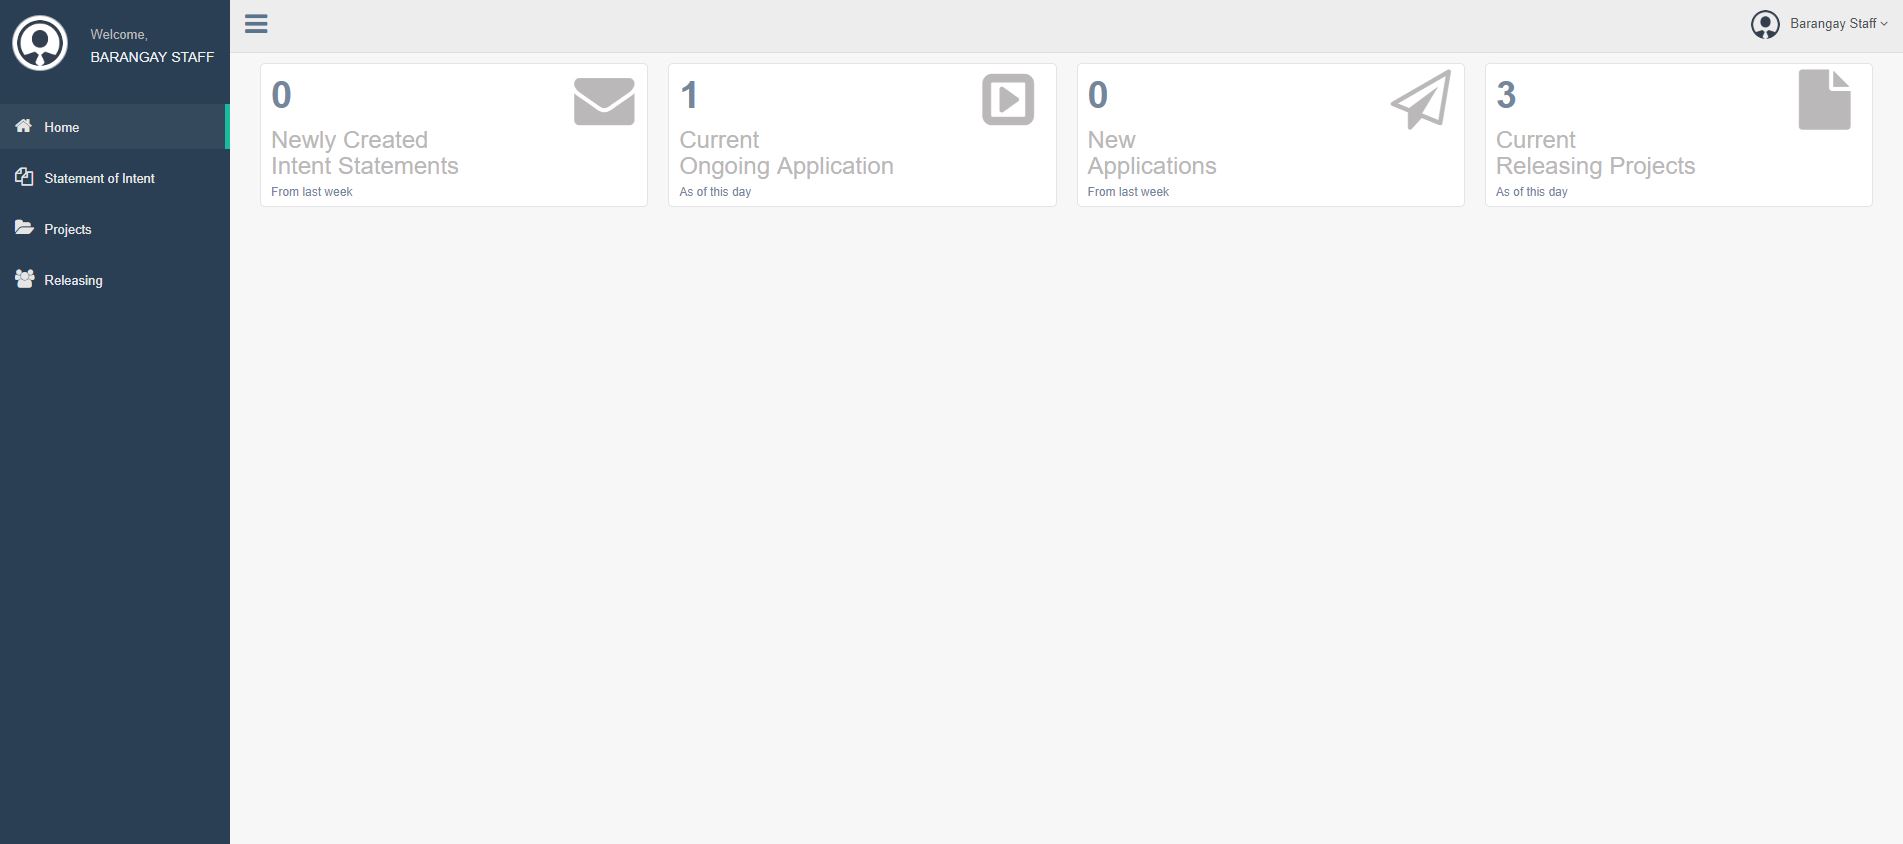 Welcome,
BARANGAY STAFF
Home
Statement of Intent
Projects
Releasing
Barangay Staff
0
Newly Created
Intent Statements
From last week
1
Current
Ongoing Application
As of this day
0
New
Applications
From last week
3
Current
Releasing Projects
As of this day